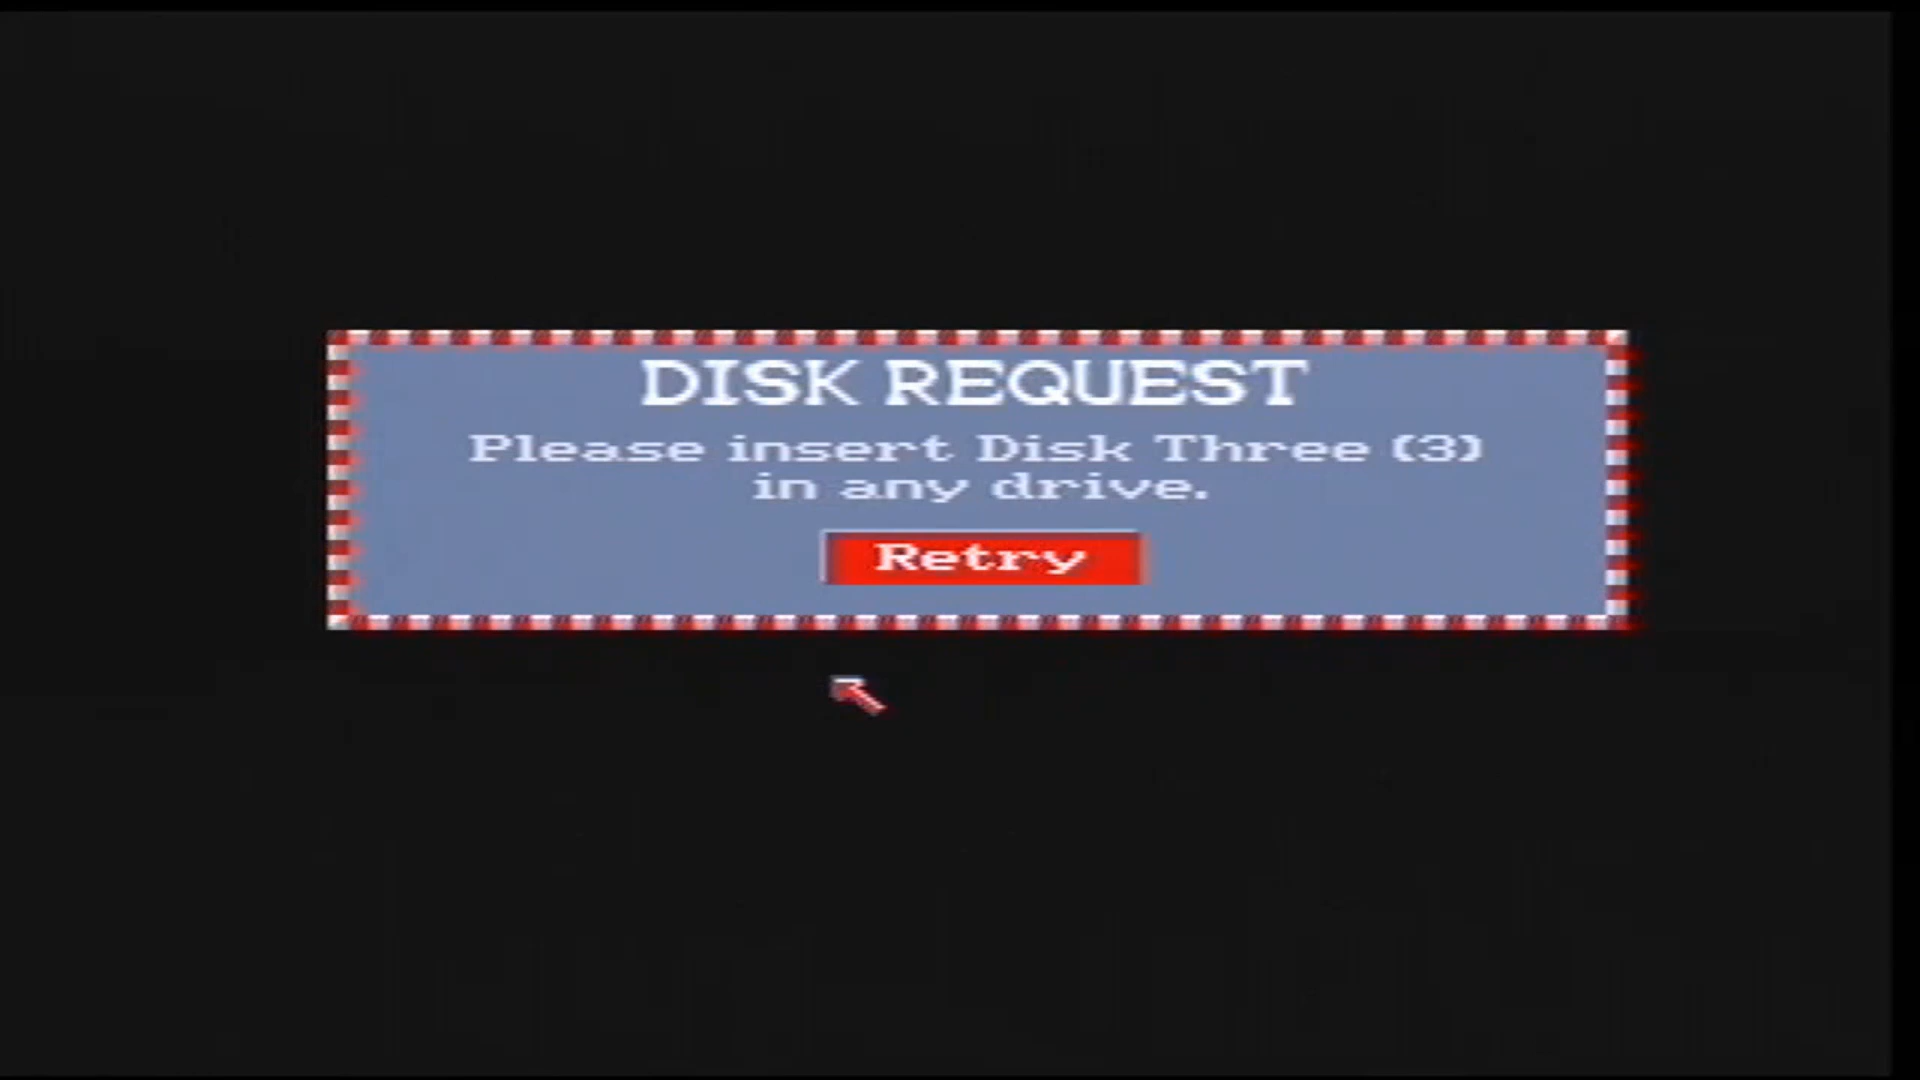 DISK REQUEST
Please insert Disk Three (3)
in any drive.
Retry